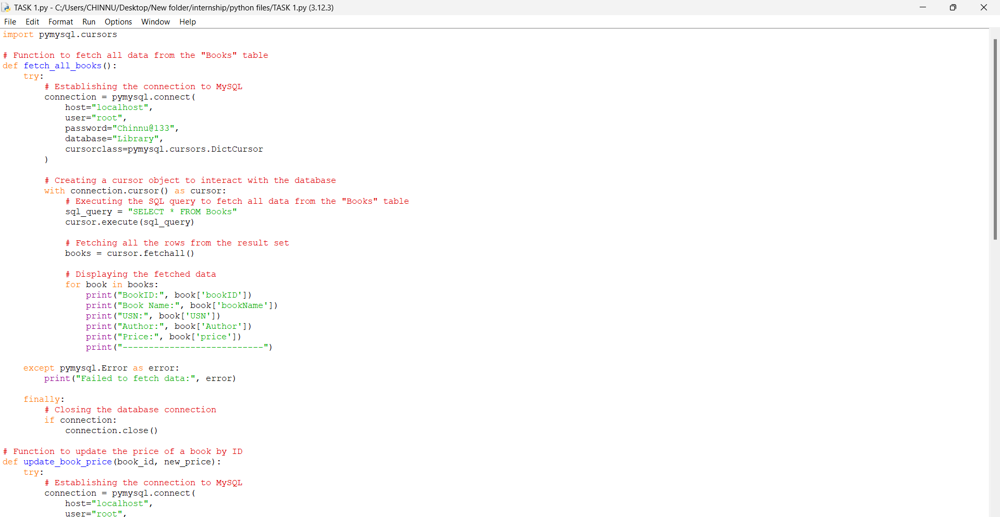 TASK 1.py - C:/Users/CHINNU/Desktop/New folder/internship/python files/TASK 1.py (3.12.3)
File Edit Format Run Options Window Help
import pymysql.cursors

# Function to fetch all data from the "Books" table
def fetch_all_books():
    try:
        # Establishing the connection to MySQL
        connection = pymysql.connect(
            host="localhost",
            user="root",
            password="Chinnu@133",
            database="Library",
            cursorclass=pymysql.cursors.DictCursor
        )

        # Creating a cursor object to interact with the database
        with connection.cursor() as cursor:
            # Executing the SQL query to fetch all data from the "Books" table
            sql_query = "SELECT * FROM Books"
            cursor.execute(sql_query)

            # Fetching all the rows from the result set
            books = cursor.fetchall()

            # Displaying the fetched data
            for book in books:
                print("BookID:", book['bookID'])
                print("Book Name:", book['bookName'])
                print("USN:", book['USN'])
                print("Author:", book['Author'])
                print("Price:", book['price'])
                print("---------------------------")

    except pymysql.Error as error:
        print("Failed to fetch data:", error)

    finally:
        # Closing the database connection
        if connection:
            connection.close()

# Function to update the price of a book by ID
def update_book_price(book_id, new_price):
    try:
        # Establishing the connection to MySQL
        connection = pymysql.connect(
            host="localhost",
            user="root",